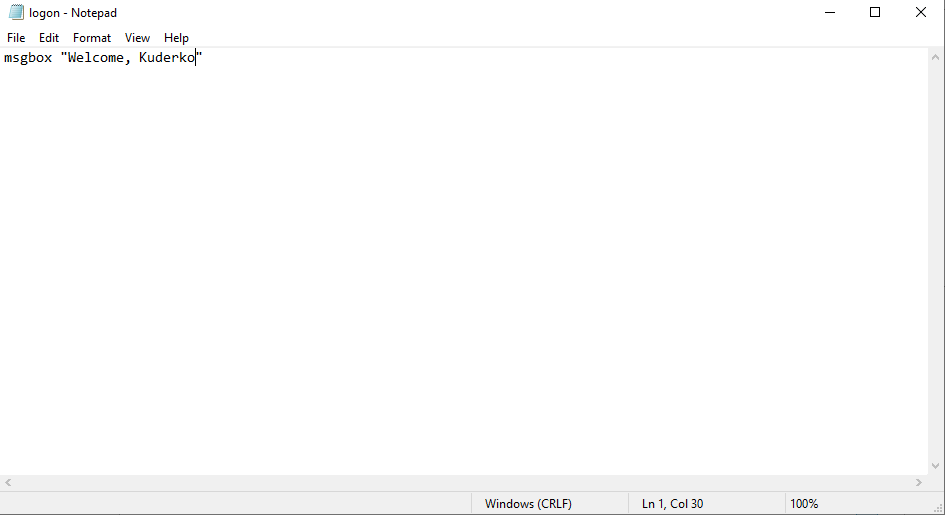 logon - Notepad
File Edit Format View Help
msgbox "Welcome, Kuderko"
Windows (CRLF) Ln 1, Col 30 100%